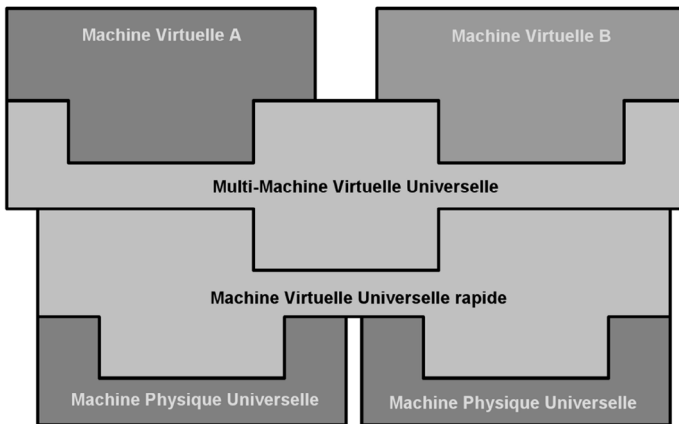 Machine Virtuelle A
Machine Virtuelle B
Multi-Machine Virtuelle Universelle
Machine Virtuelle Universelle rapide
Machine Physique Universelle
Machine Physique Universelle